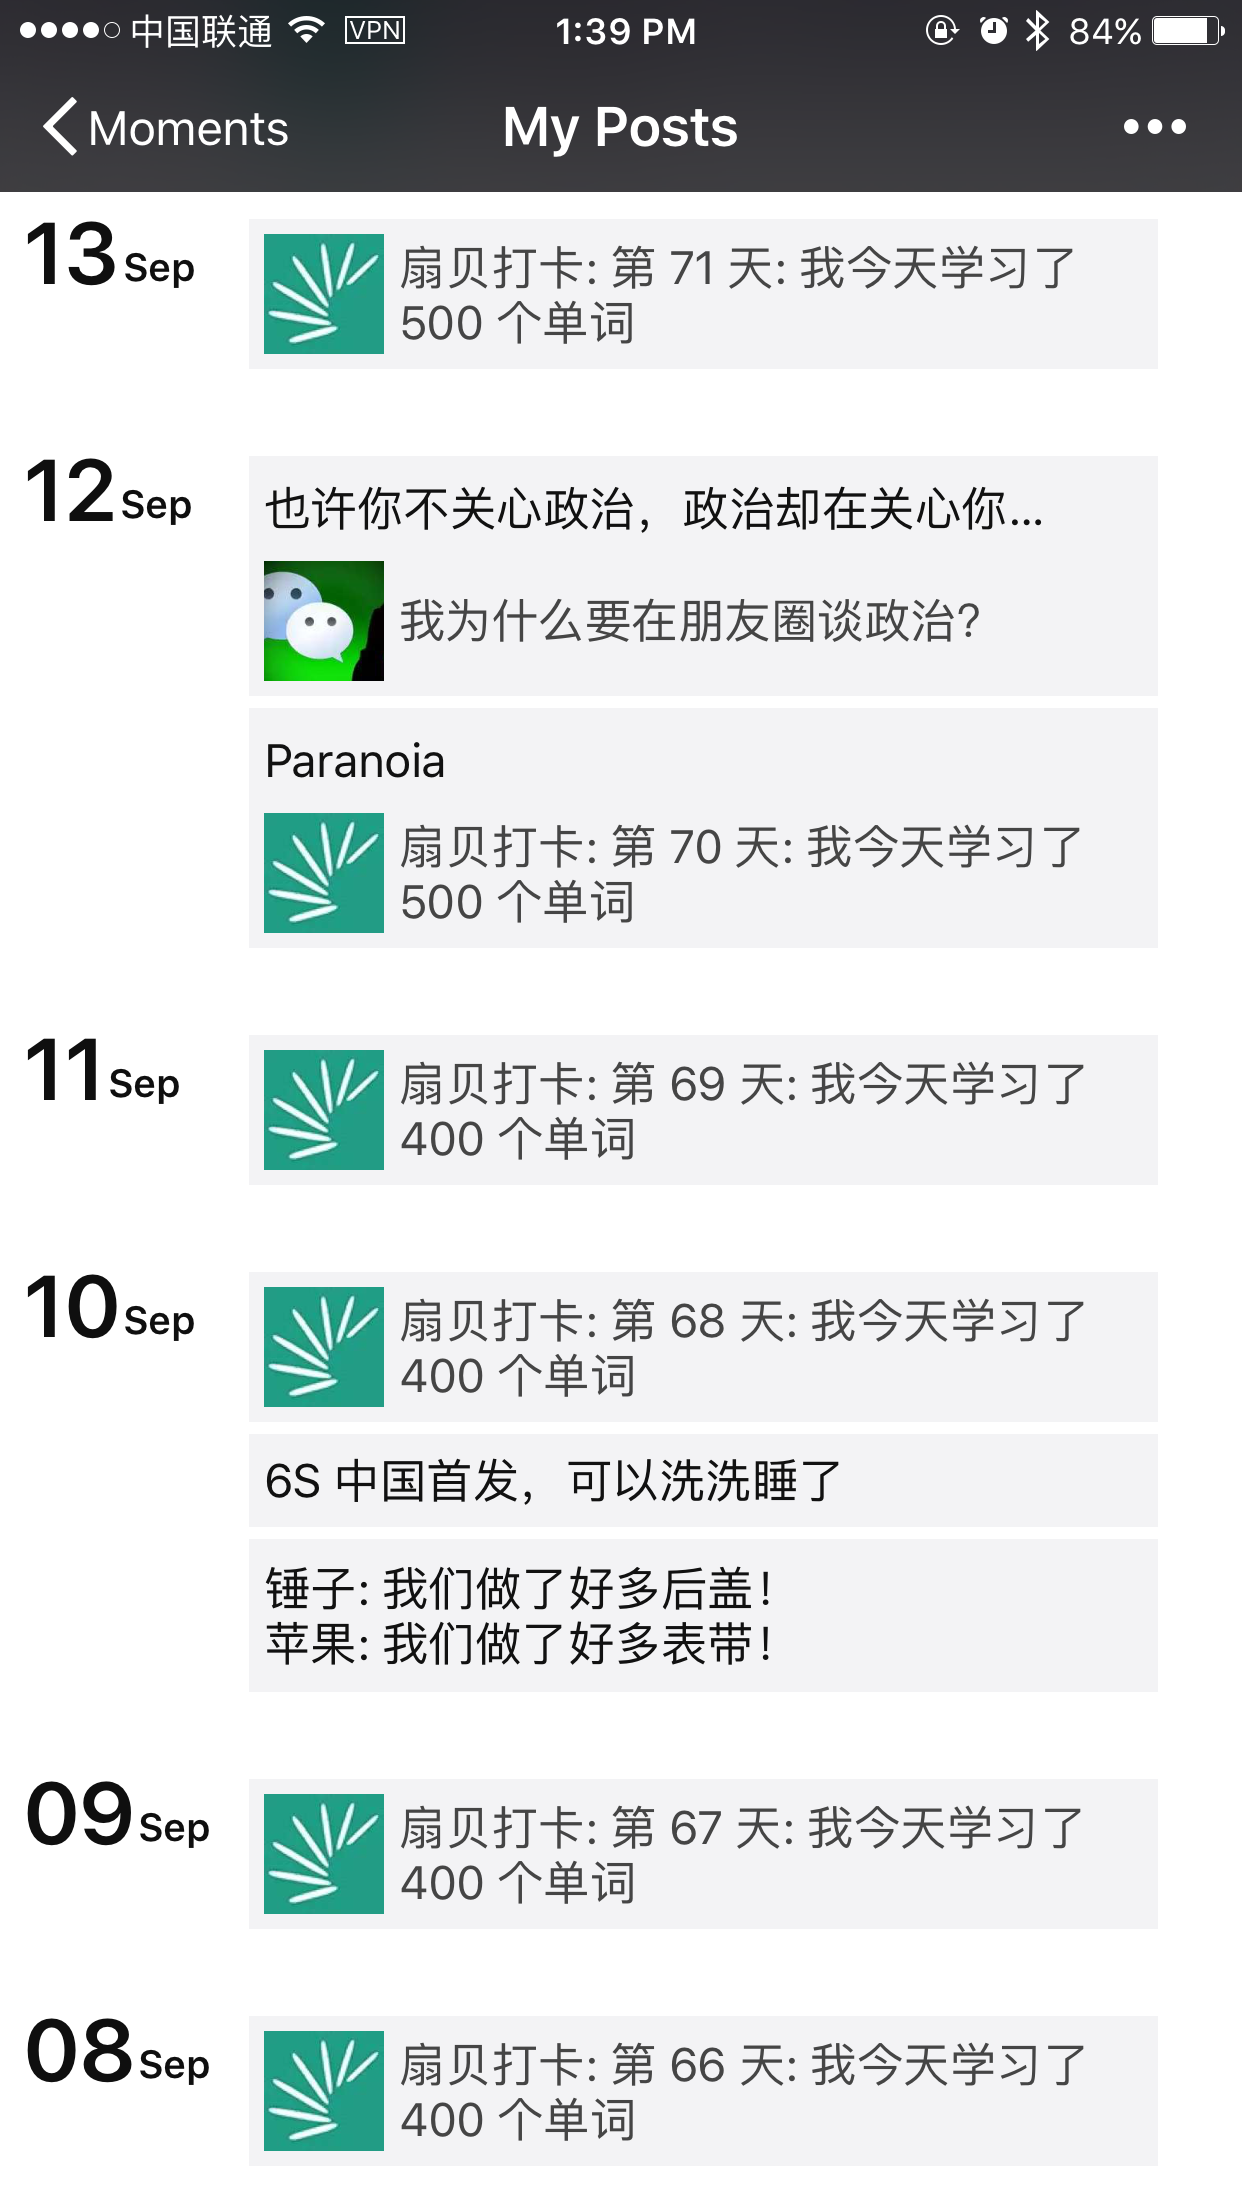 中国联通 VPN 1:39 PM 84%
Moments My Posts
13 Sep
扇贝打卡: 第 71 天: 我今天学习了
500 个单词
12 Sep
也许你不关心政治，政治却在关心你...
我为什么要在朋友圈谈政治?
Paranoia
扇贝打卡: 第 70 天: 我今天学习了
500 个单词
11 Sep
扇贝打卡: 第 69 天: 我今天学习了
400 个单词
10 Sep
扇贝打卡: 第 68 天: 我今天学习了
400 个单词
6S 中国首发，可以洗洗睡了
锤子: 我们做了好多后盖！
苹果: 我们做了好多表带！
09 Sep
扇贝打卡: 第 67 天: 我今天学习了
400 个单词
08 Sep
扇贝打卡: 第 66 天: 我今天学习了
400 个单词